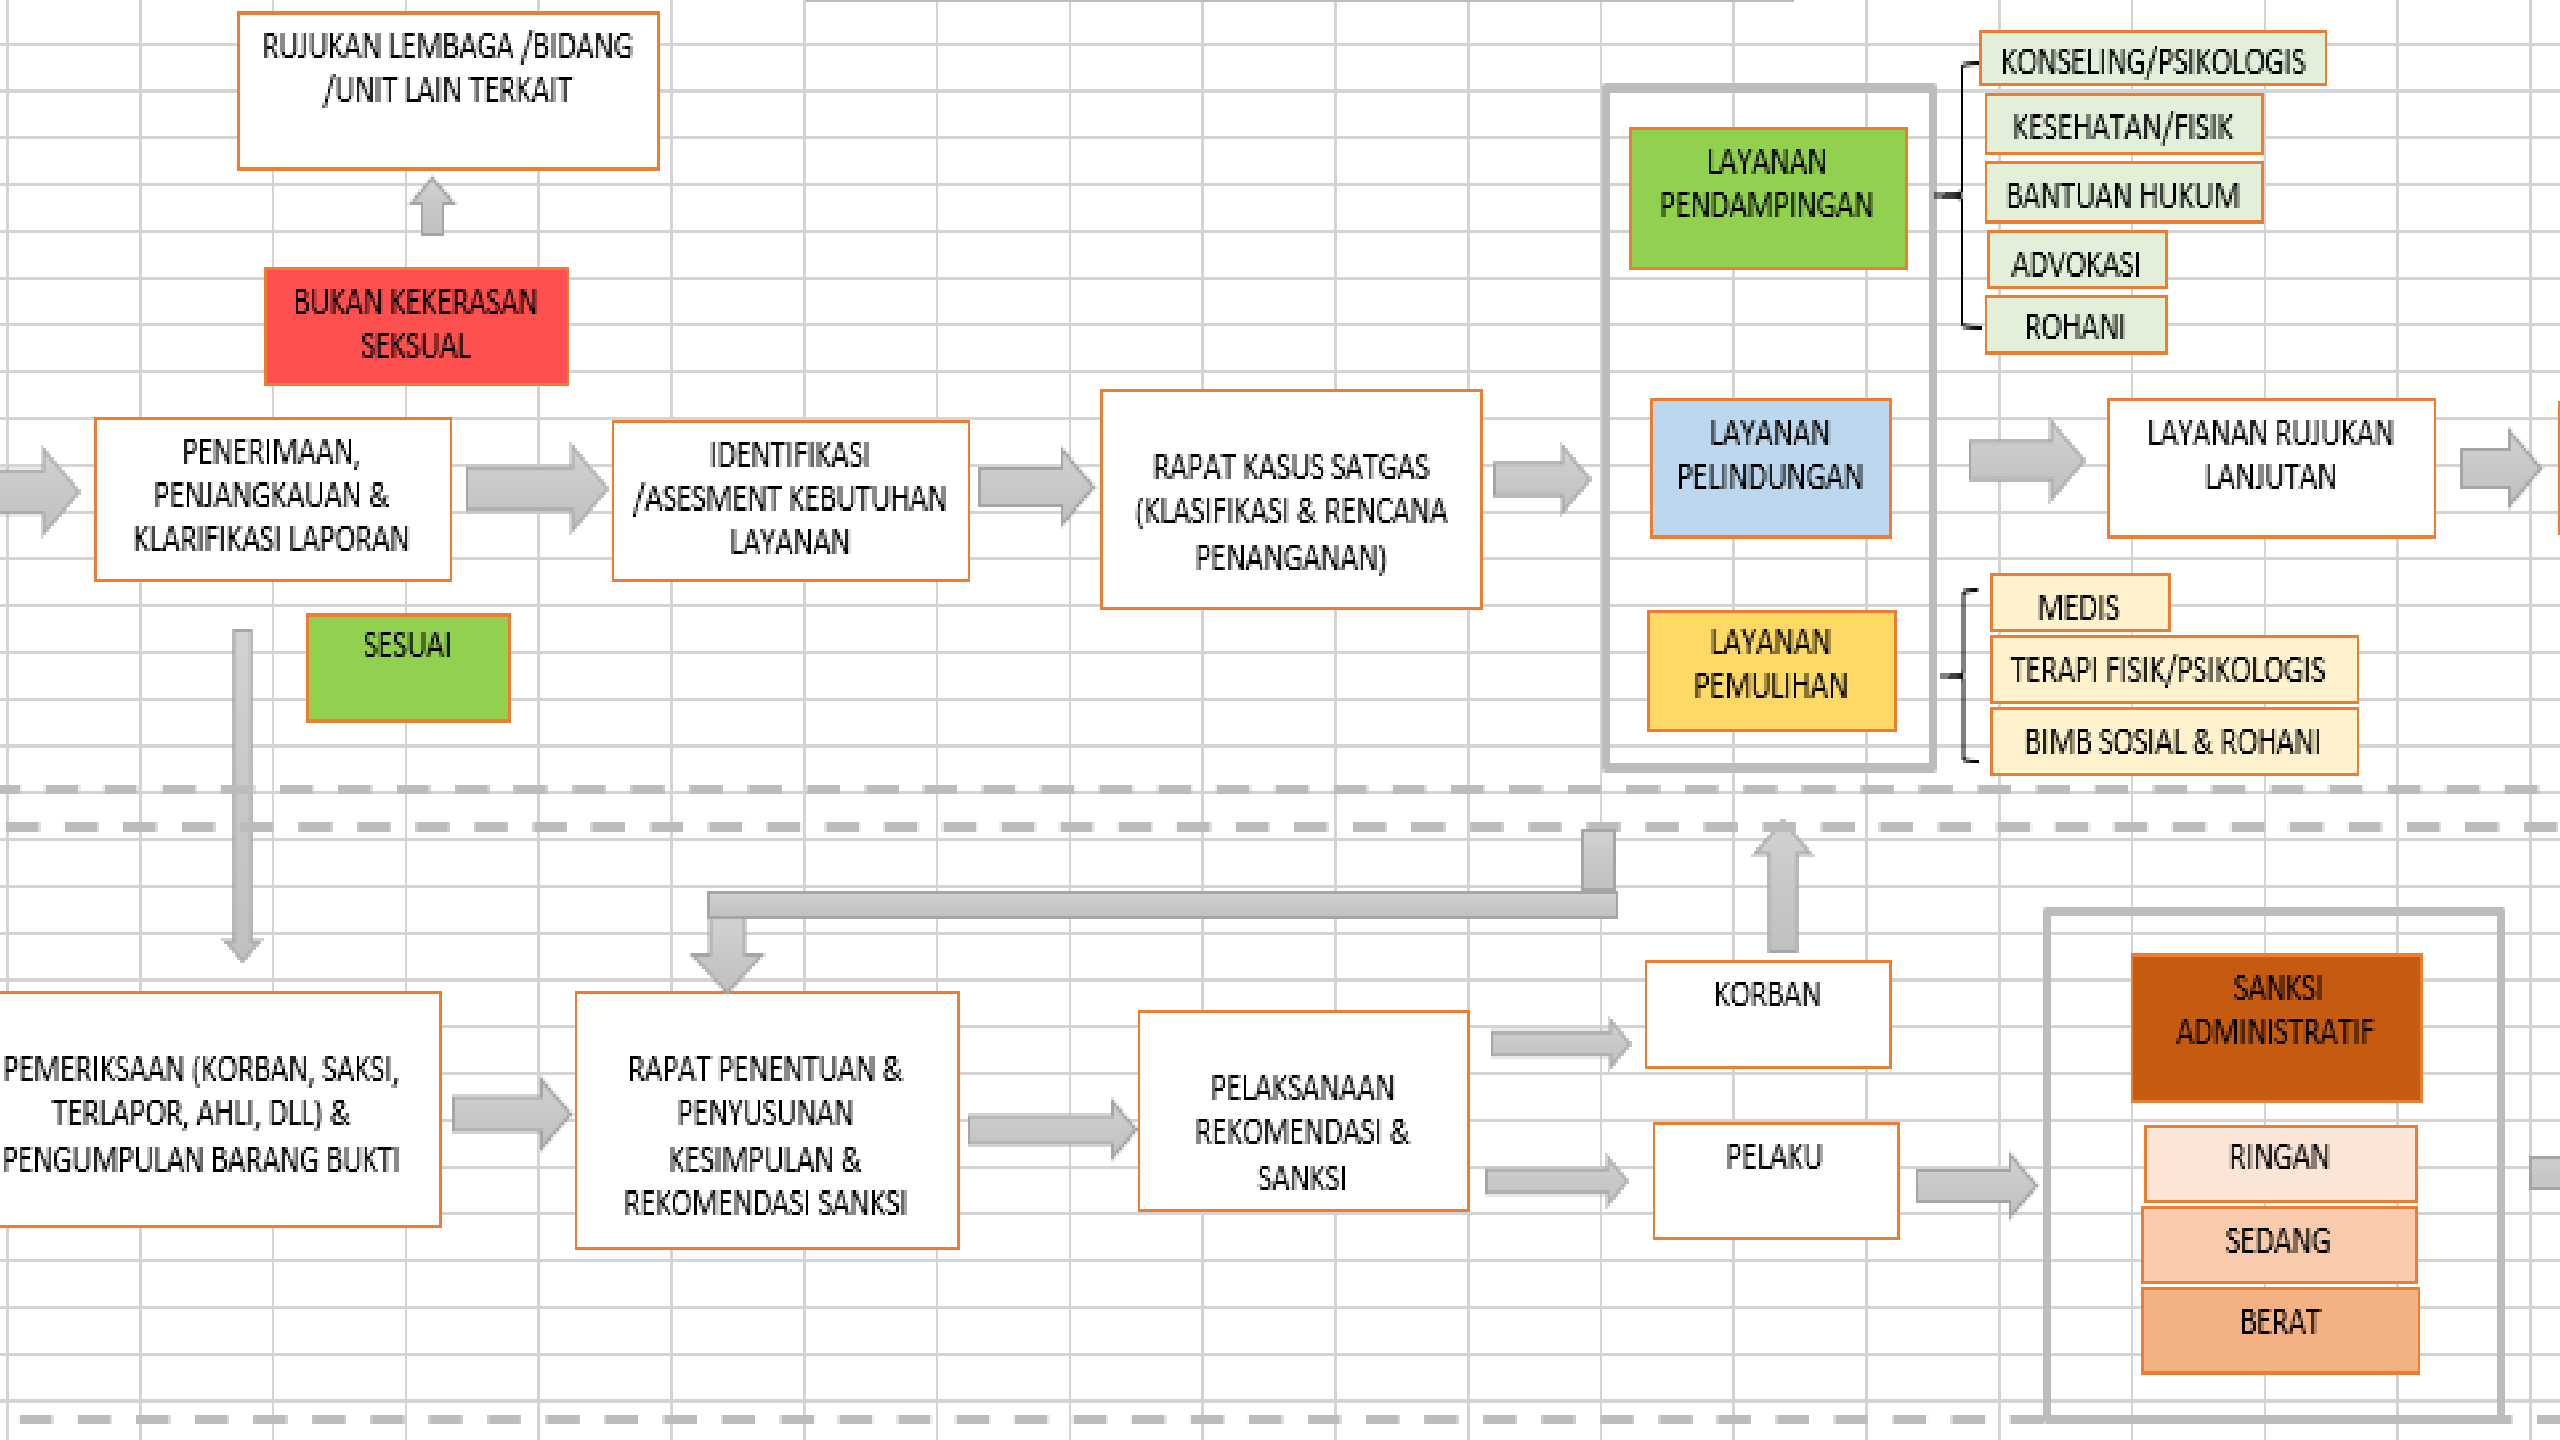 RUJUKAN LEMBAGA /BIDANG
/UNIT LAIN TERKAIT
BUKAN KEKERASAN
SEKSUAL
PENERIMAAN,
PENJANGKAUAN &
KLARIFIKASI LAPORAN
SESUAI
IDENTIFIKASI
/ASESMENT KEBUTUHAN
LAYANAN
RAPAT KASUS SATGAS
(KLASIFIKASI & RENCANA
PENANGANAN)
LAYANAN
PENDAMPINGAN
KONSELING/PSIKOLOGIS
KESEHATAN/FISIK
BANTUAN HUKUM
ADVOKASI
ROHANI
LAYANAN
PELINDUNGAN
LAYANAN RUJUKAN
LANJUTAN
LAYANAN
PEMULIHAN
MEDIS
TERAPI FISIK/PSIKOLOGIS
BIMB SOSIAL & ROHANI
PEMERIKSAAN (KORBAN, SAKSI,
TERLAPOR, AHLI, DLL) &
PENGUMPULAN BARANG BUKTI
RAPAT PENENTUAN &
PENYUSUNAN
KESIMPULAN &
REKOMENDASI SANKSI
PELAKSANAAN
REKOMENDASI &
SANKSI
KORBAN
PELAKU
SANKSI
ADMINISTRATIF
RINGAN
SEDANG
BERAT